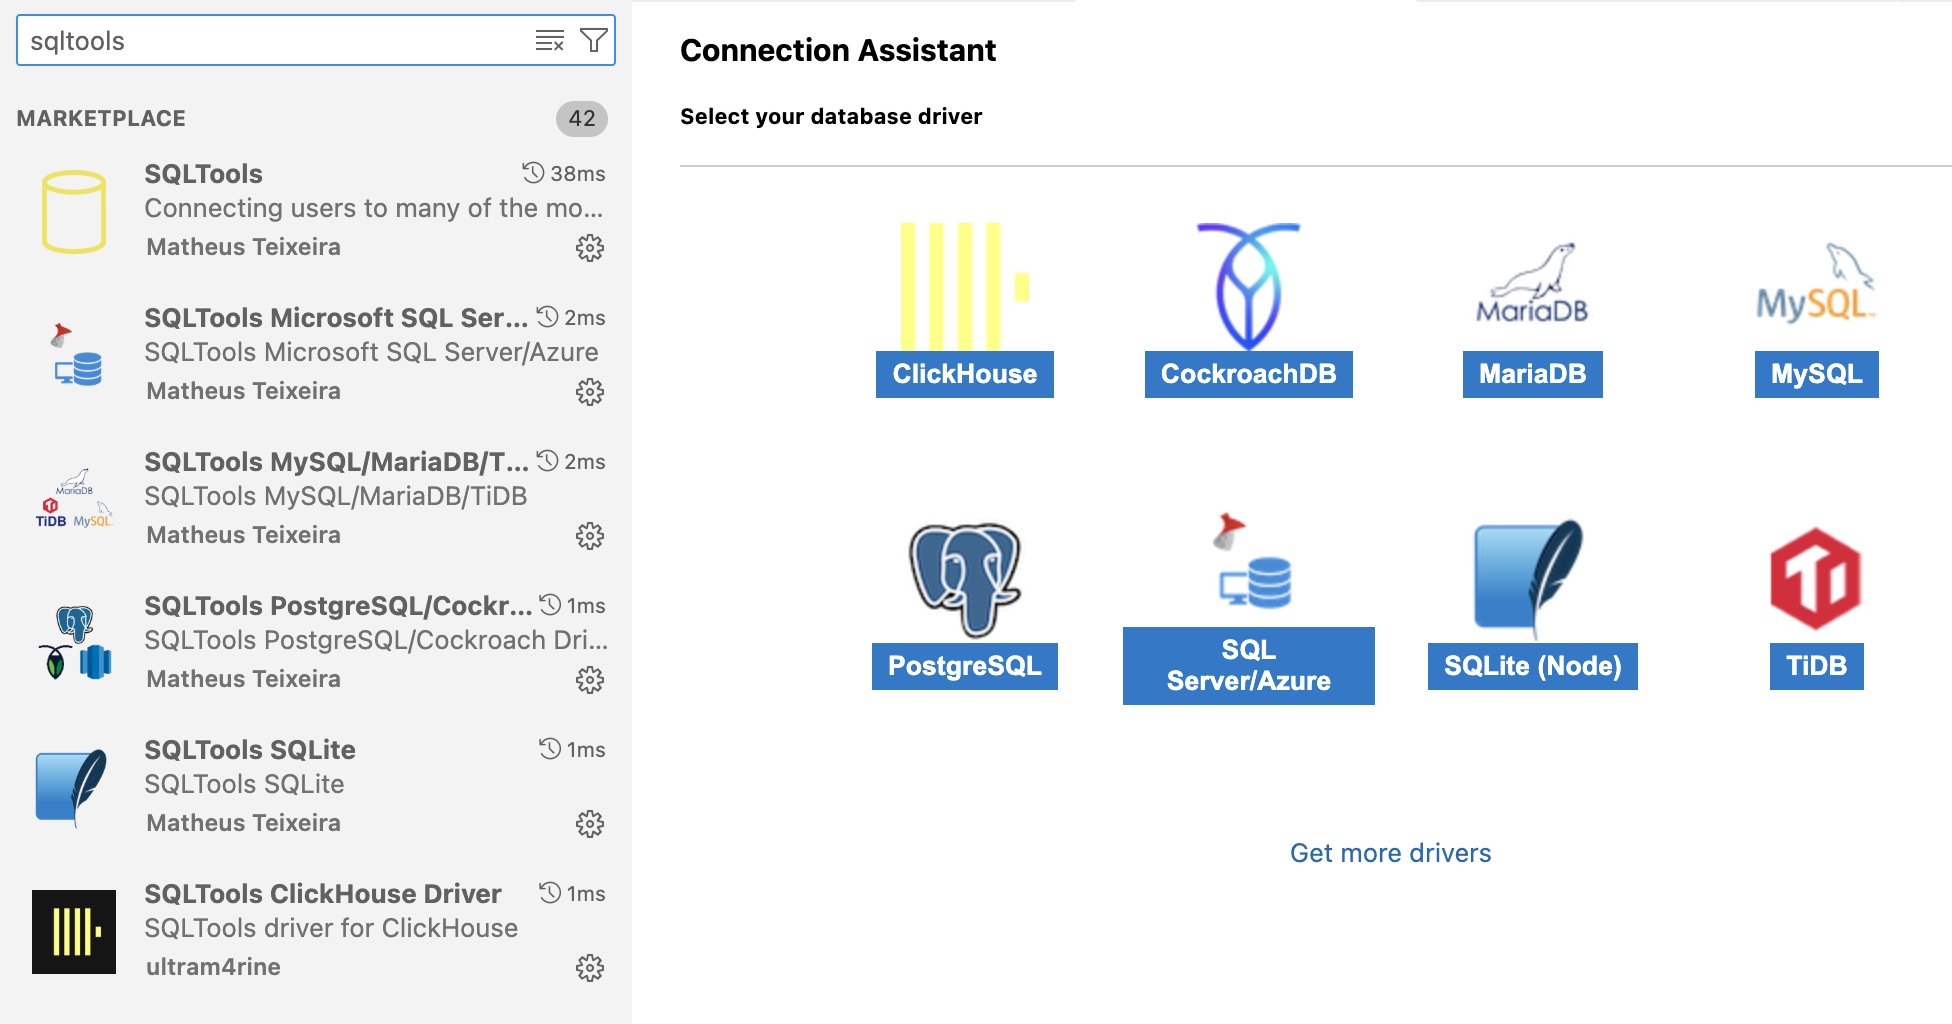 sqltools
MARKETPLACE
42
SQLTools
38ms
Connecting users to many of the mo...
Matheus Teixeira
SQLTools Microsoft SQL Ser...
2ms
SQLTools Microsoft SQL Server/Azure
Matheus Teixeira
MariaDB
TiDB MySQL
SQLTools MySQL/MariaDB/T...
2ms
SQLTools MySQL/MariaDB/TiDB
Matheus Teixeira
SQLTools PostgreSQL/Cockr...
1ms
SQLTools PostgreSQL/Cockroach Dri...
Matheus Teixeira
SQLTools SQLite
1ms
SQLTools SQLite
Matheus Teixeira
SQLTools ClickHouse Driver
1ms
SQLTools driver for ClickHouse
ultram4rine
Connection Assistant
Select your database driver
MariaDB
MySQL™
ClickHouse
CockroachDB
MariaDB
MySQL
PostgreSQL
SQL
Server/Azure
SQLite (Node)
TiDB
Get more drivers